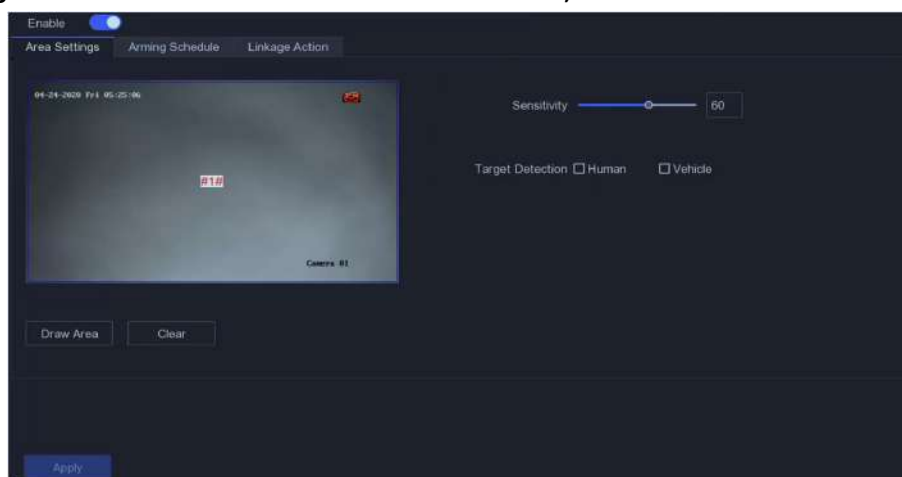 Enable
Area Settings Arming Schedule Linkage Action
04-24-2020 Fri 05:25:06
Sensitivity 60
Target Detection Human Vehicle
#1#
Camera 01
Draw Area Clear
Apply